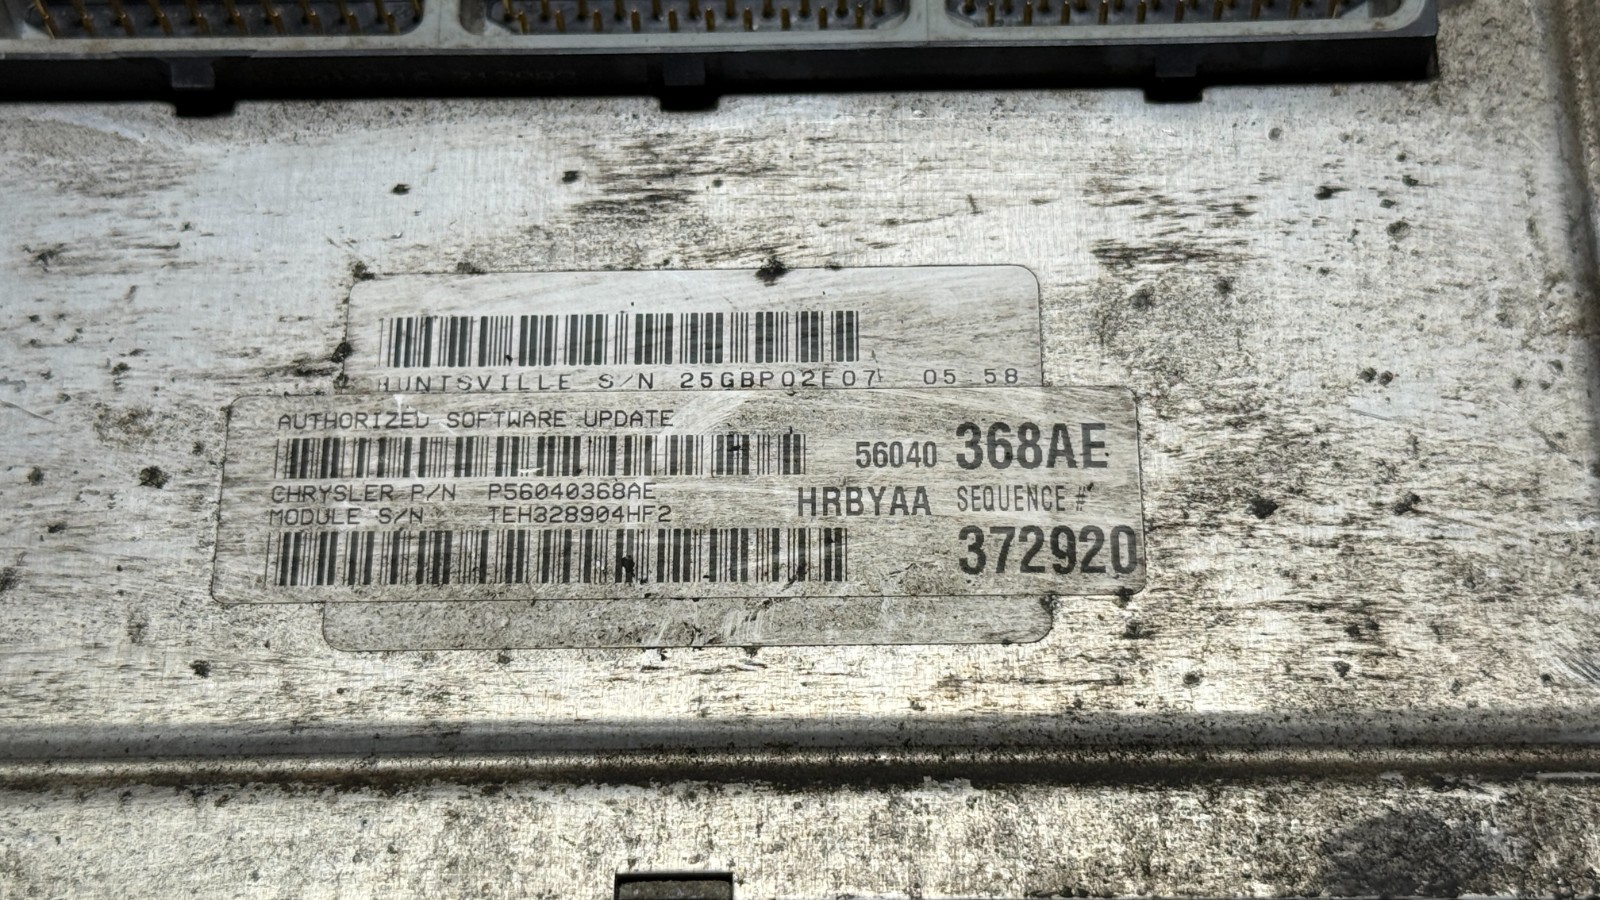 HUNTSVILLE S/N 25GBP02E07 05 58
AUTHORIZED SOFTWARE UPDATE
56040 368AE
CHRYSLER P/N P56040368AE
HRBYAA SEQUENCE #
MODULE S/N TEH328904HF2
372920